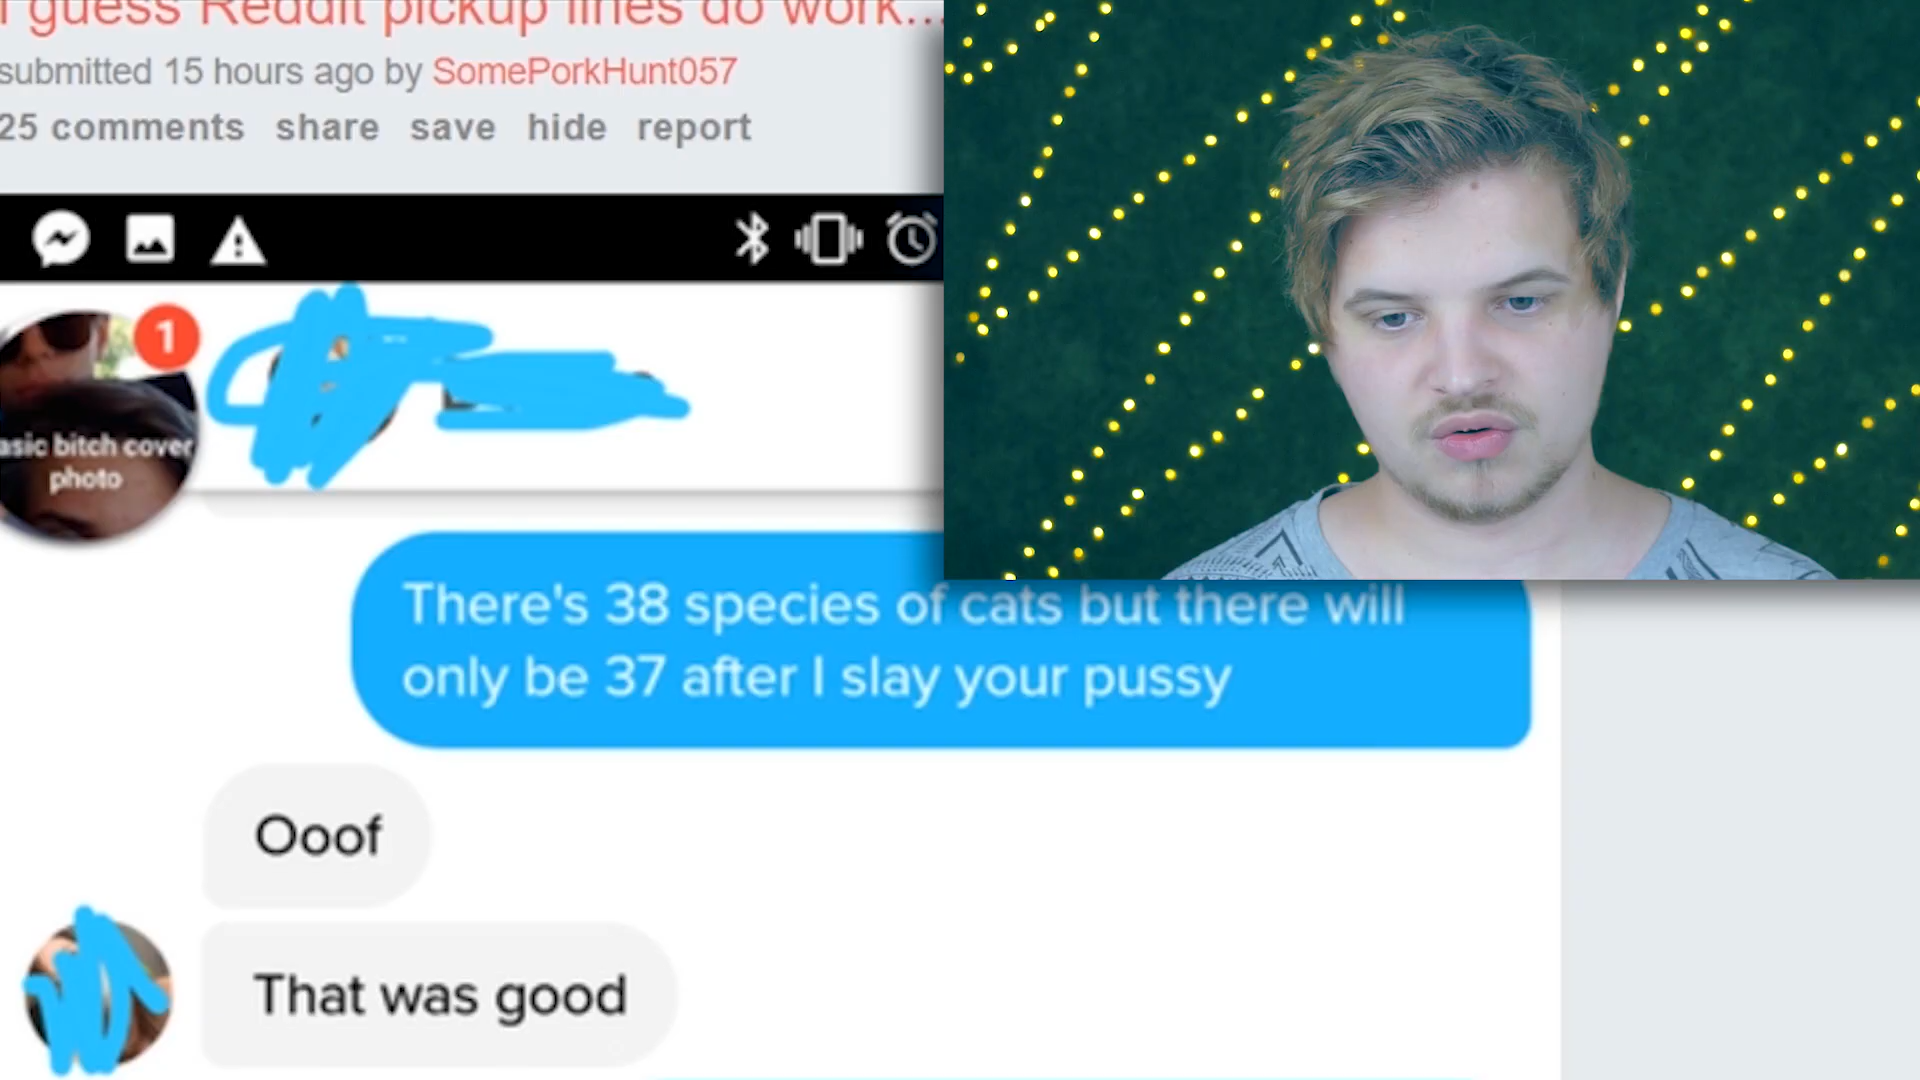 guess Reddit pickup lines do work...
submitted 15 hours ago by SomePorkHunt057
25 comments share save hide report
1
asic bitch cover
photo
There's 38 species of cats but there will
only be 37 after I slay your pussy
Ooof
That was good